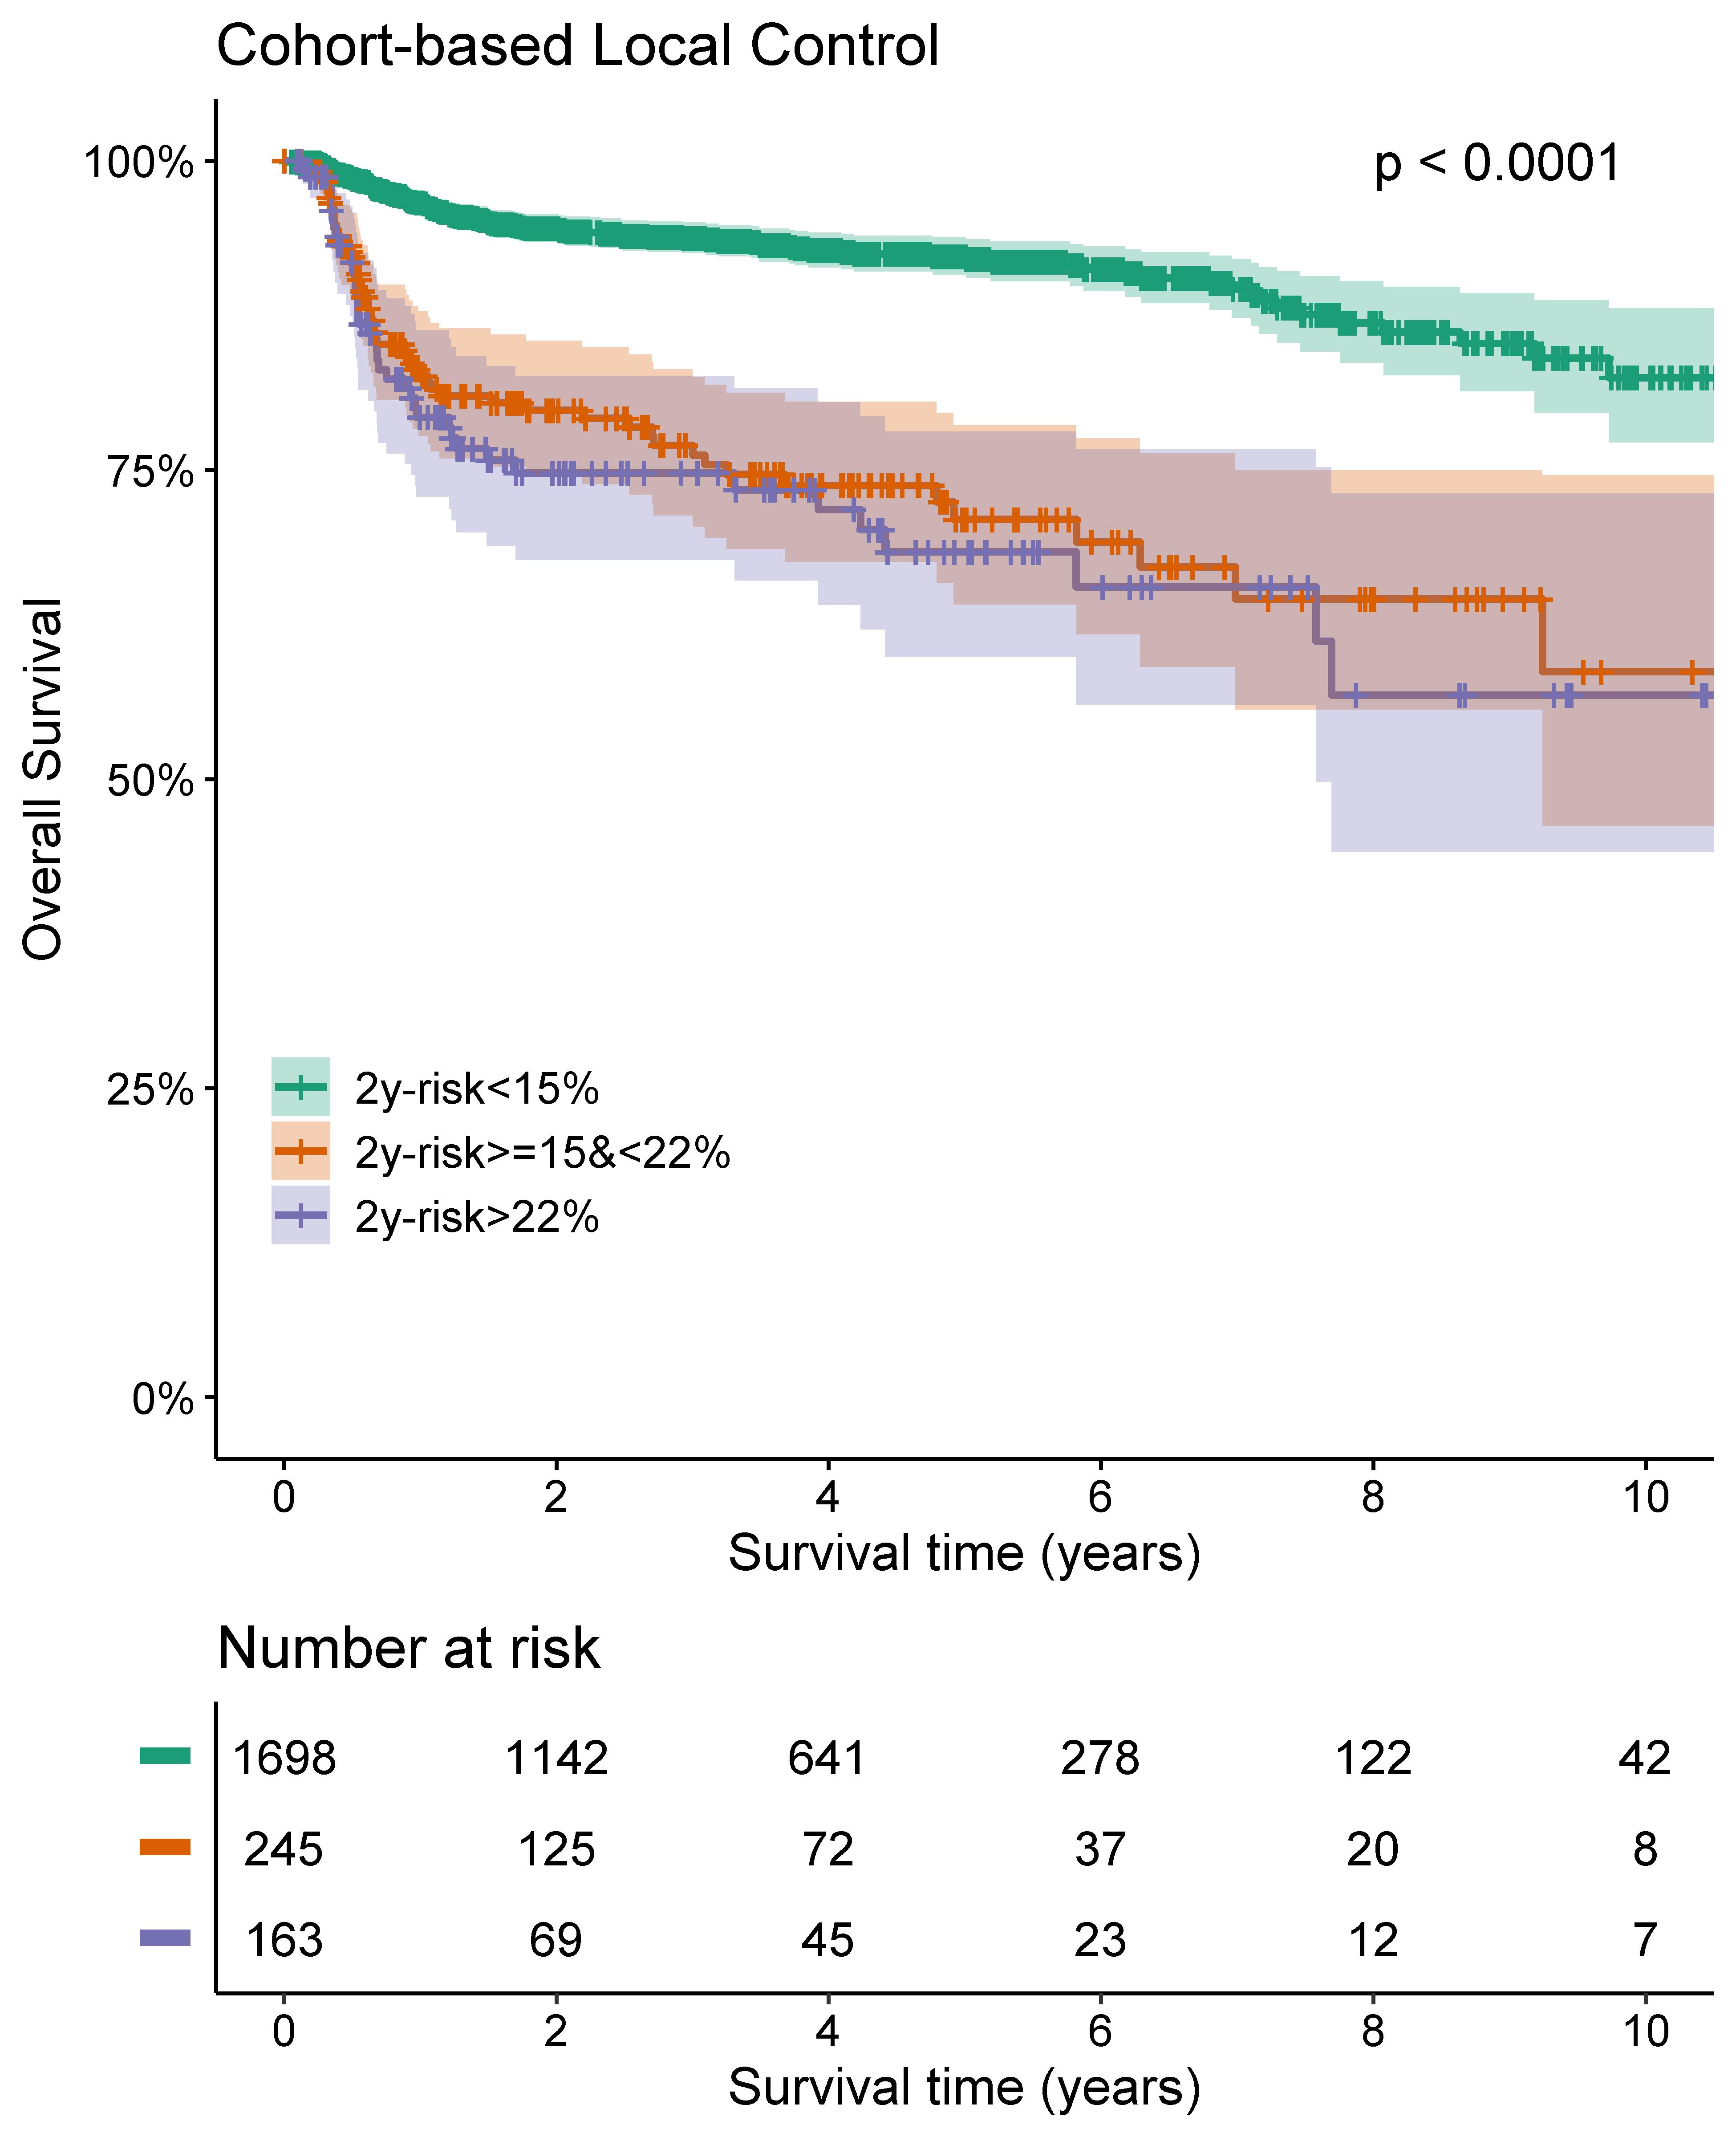 Cohort-based Local Control
p < 0.0001
100%
75%
50%
25%
0%
Overall Survival
2y-risk<15%
2y-risk>=15&<22%
2y-risk>22%
0 2 4 6 8 10
Survival time (years)
Number at risk
1698 1142 641 278 122 42
245 125 72 37 20 8
163 69 45 23 12 7
0 2 4 6 8 10
Survival time (years)